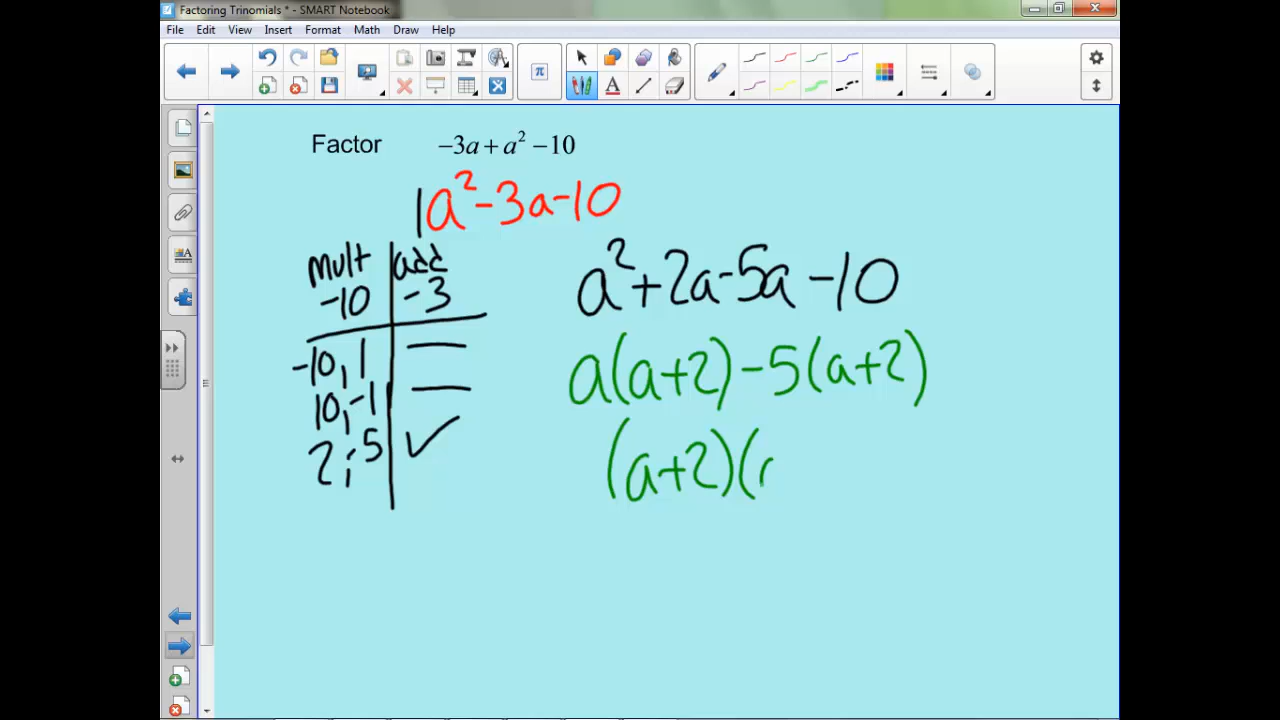 Factoring Trinomials * - SMART Notebook
File Edit View Insert Format Math Draw Help
Factor −3a + a² − 10
1a²-3a-10
mult add
-10 -3
-10, 1 —
10, -1 —
2, -5 ✓
a²+2a-5a-10
a(a+2)-5(a+2)
(a+2)(